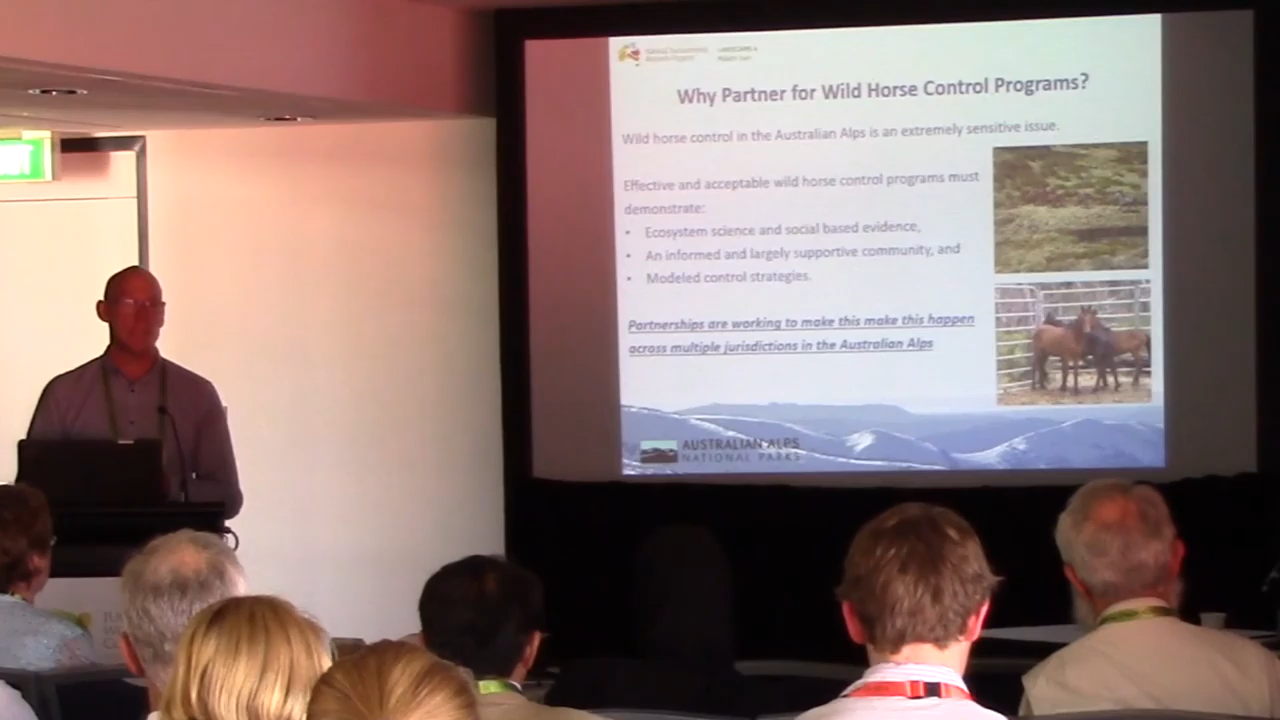 Why Partner for Wild Horse Control Programs?
Wild horse control in the Australian Alps is an extremely sensitive issue.
Effective and acceptable wild horse control programs must
demonstrate:
• Ecosystem science and social based evidence,
• An informed and largely supportive community, and
• Modeled control strategies.
Partnerships are working to make this make this happen
across multiple jurisdictions in the Australian Alps
AUSTRALIAN ALPS
NATIONAL PARKS